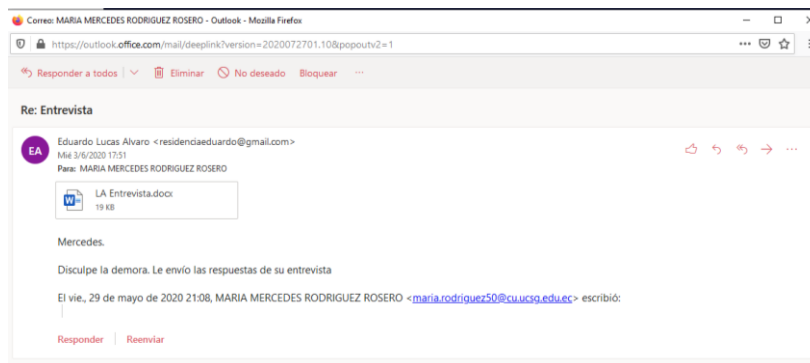 Correo: MARIA MERCEDES RODRIGUEZ ROSERO - Outlook - Mozilla Firefox
https://outlook.office.com/mail/deeplink?version=2020072701.10&popoutv2=1
Responder a todos Eliminar No deseado Bloquear ...
Re: Entrevista
EA
Eduardo Lucas Alvaro <residenciaeduardo@gmail.com>
Mié 3/6/2020 17:51
Para: MARIA MERCEDES RODRIGUEZ ROSERO
LA Entrevista.docx
19 KB
Mercedes.
Disculpe la demora. Le envío las respuestas de su entrevista
El vie., 29 de mayo de 2020 21:08, MARIA MERCEDES RODRIGUEZ ROSERO <maria.rodriguez50@cu.ucsg.edu.ec> escribió:
Responder Reenviar